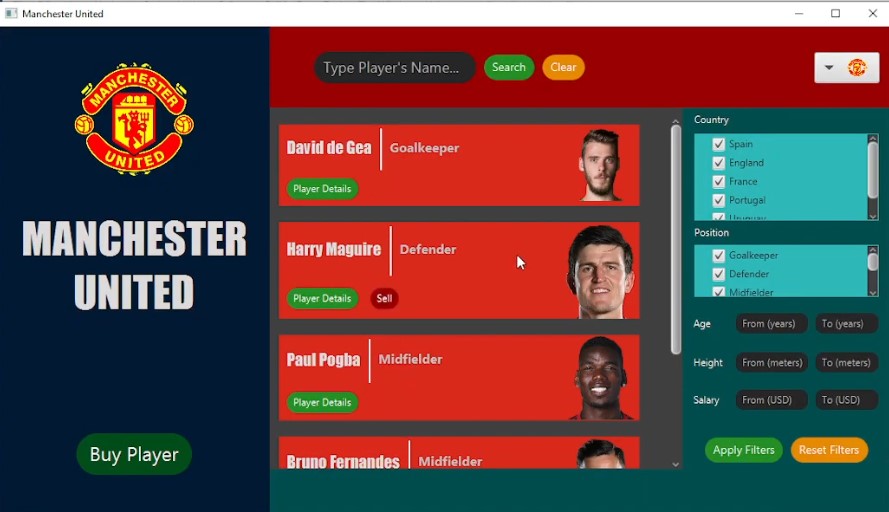 Manchester United
MANCHESTER
UNITED
MANCHESTER
UNITED
Buy Player
Type Player's Name...
Search
Clear
David de Gea
Goalkeeper
Player Details
Harry Maguire
Defender
Player Details
Sell
Paul Pogba
Midfielder
Player Details
Bruno Fernandes
Midfielder
Country
Spain
England
France
Portugal
Uruguay
Position
Goalkeeper
Defender
Midfielder
Age
From (years)
To (years)
Height
From (meters)
To (meters)
Salary
From (USD)
To (USD)
Apply Filters
Reset Filters